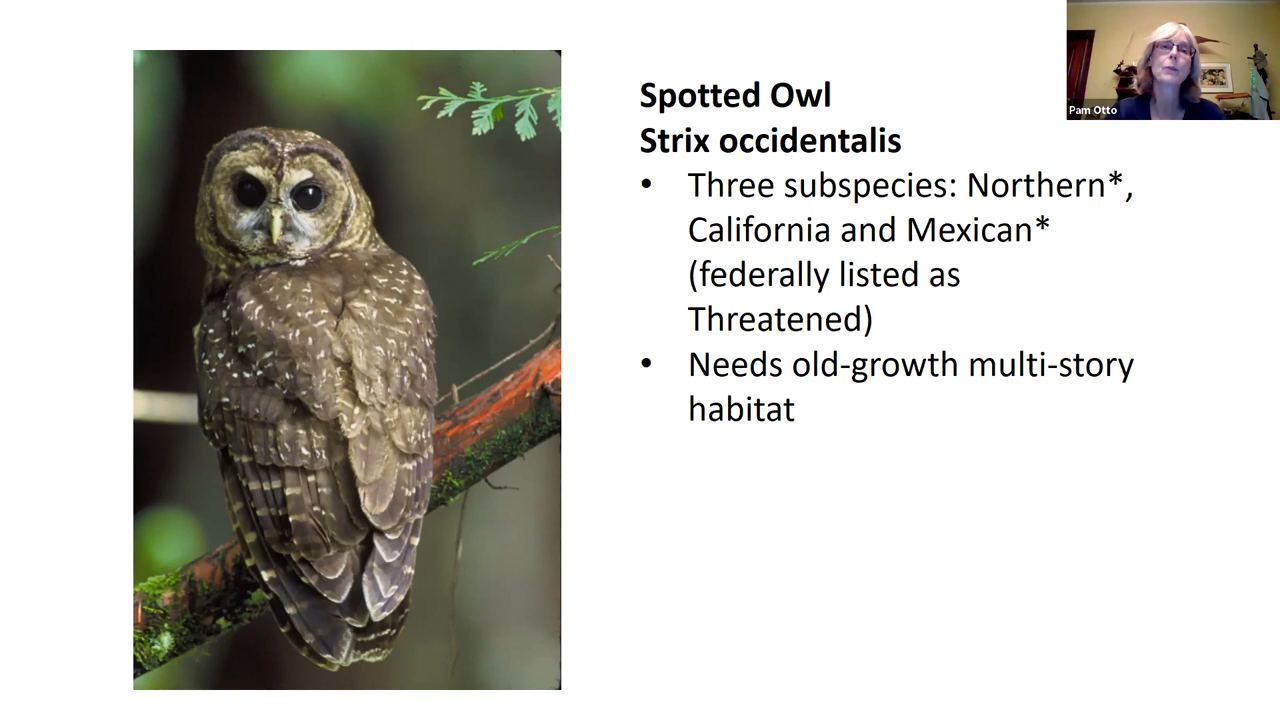 Spotted Owl
Strix occidentalis
• Three subspecies: Northern*,
California and Mexican*
(federally listed as
Threatened)
• Needs old-growth multi-story
habitat
Pam Otto